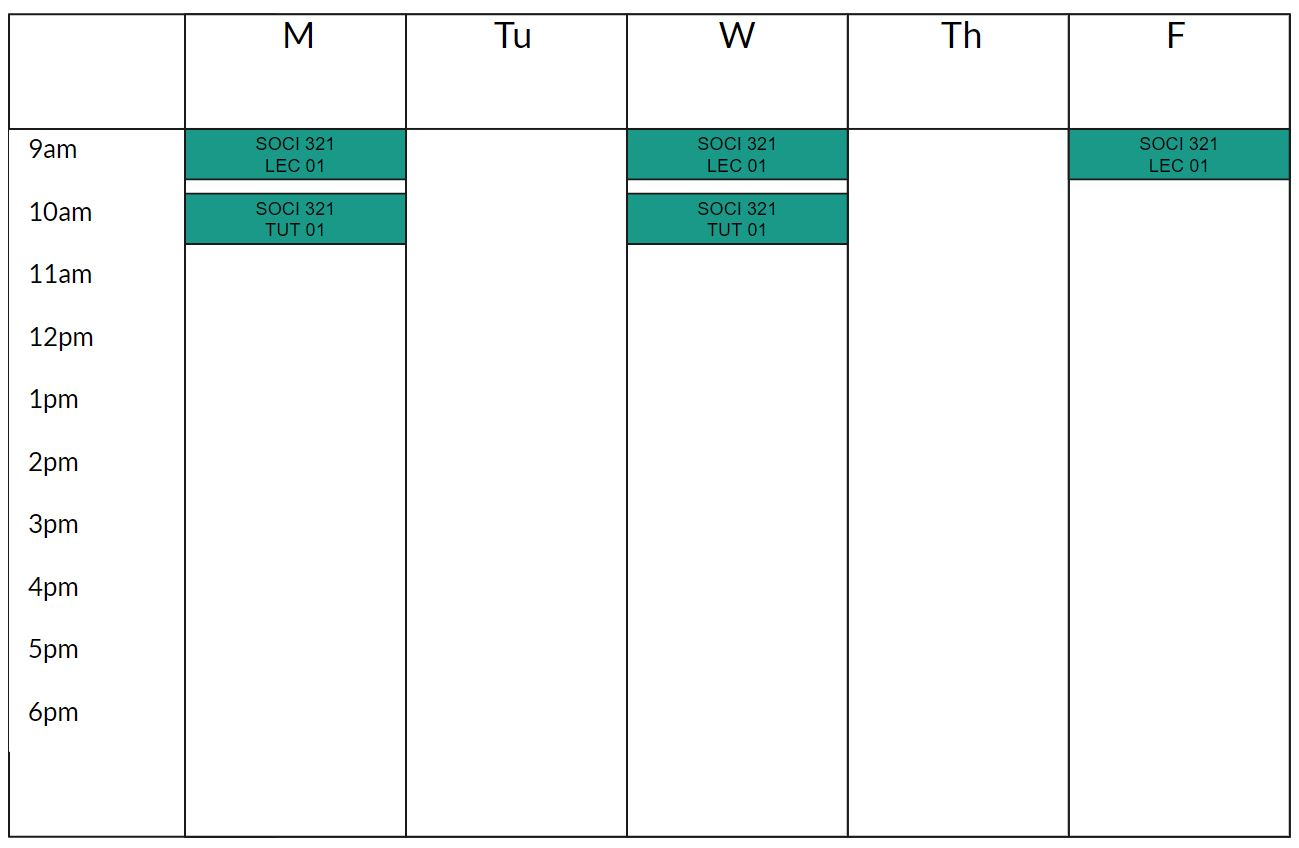 M Tu W Th F
9am
SOCI 321
LEC 01
SOCI 321
LEC 01
SOCI 321
LEC 01
10am
SOCI 321
TUT 01
SOCI 321
TUT 01
11am
12pm
1pm
2pm
3pm
4pm
5pm
6pm